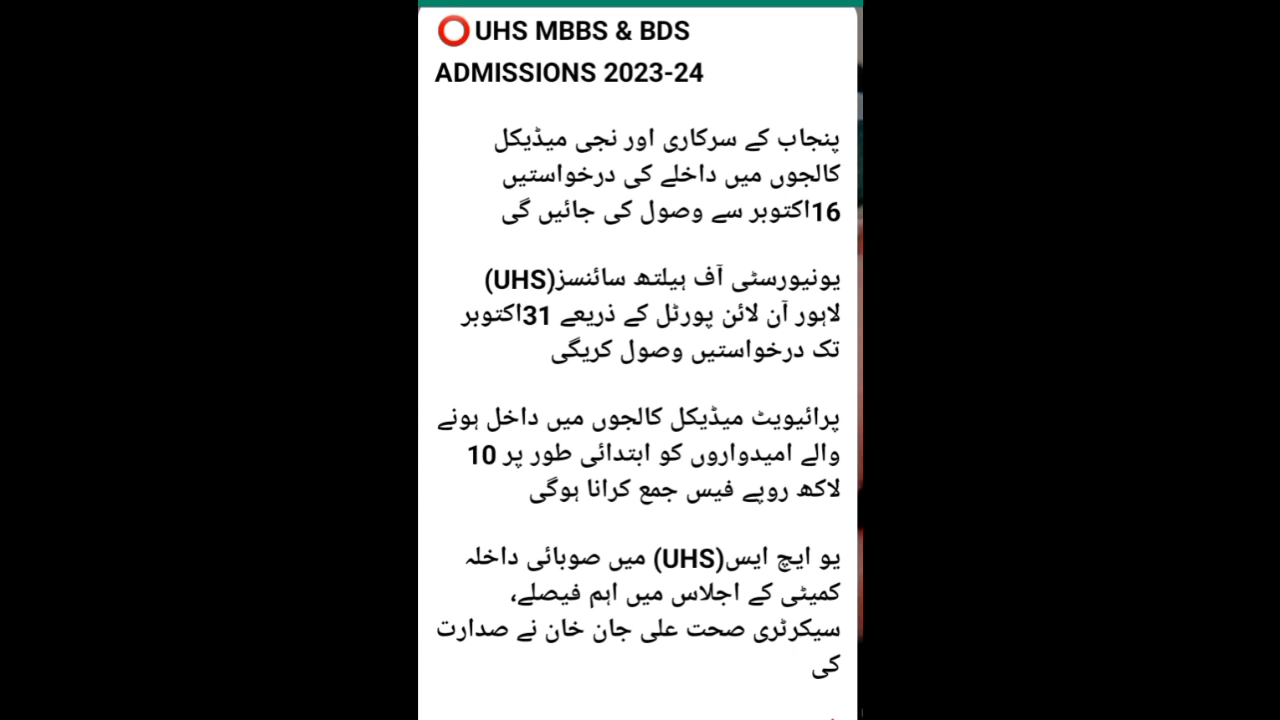 ⭕UHS MBBS & BDS
ADMISSIONS 2023-24
پنجاب کے سرکاری اور نجی میڈیکل
کالجوں میں داخلے کی درخواستیں
16اکتوبر سے وصول کی جائیں گی
یونیورسٹی آف ہیلتھ سائنسز(UHS)
لاہور آن لائن پورٹل کے ذریعے 31اکتوبر
تک درخواستیں وصول کریگی
پرائیویٹ میڈیکل کالجوں میں داخل ہونے
والے امیدواروں کو ابتدائی طور پر 10
لاکھ روپے فیس جمع کرانا ہوگی
یو ایچ ایس(UHS) میں صوبائی داخلہ
کمیٹی کے اجلاس میں اہم فیصلے،
سیکرٹری صحت علی جان خان نے صدارت
کی